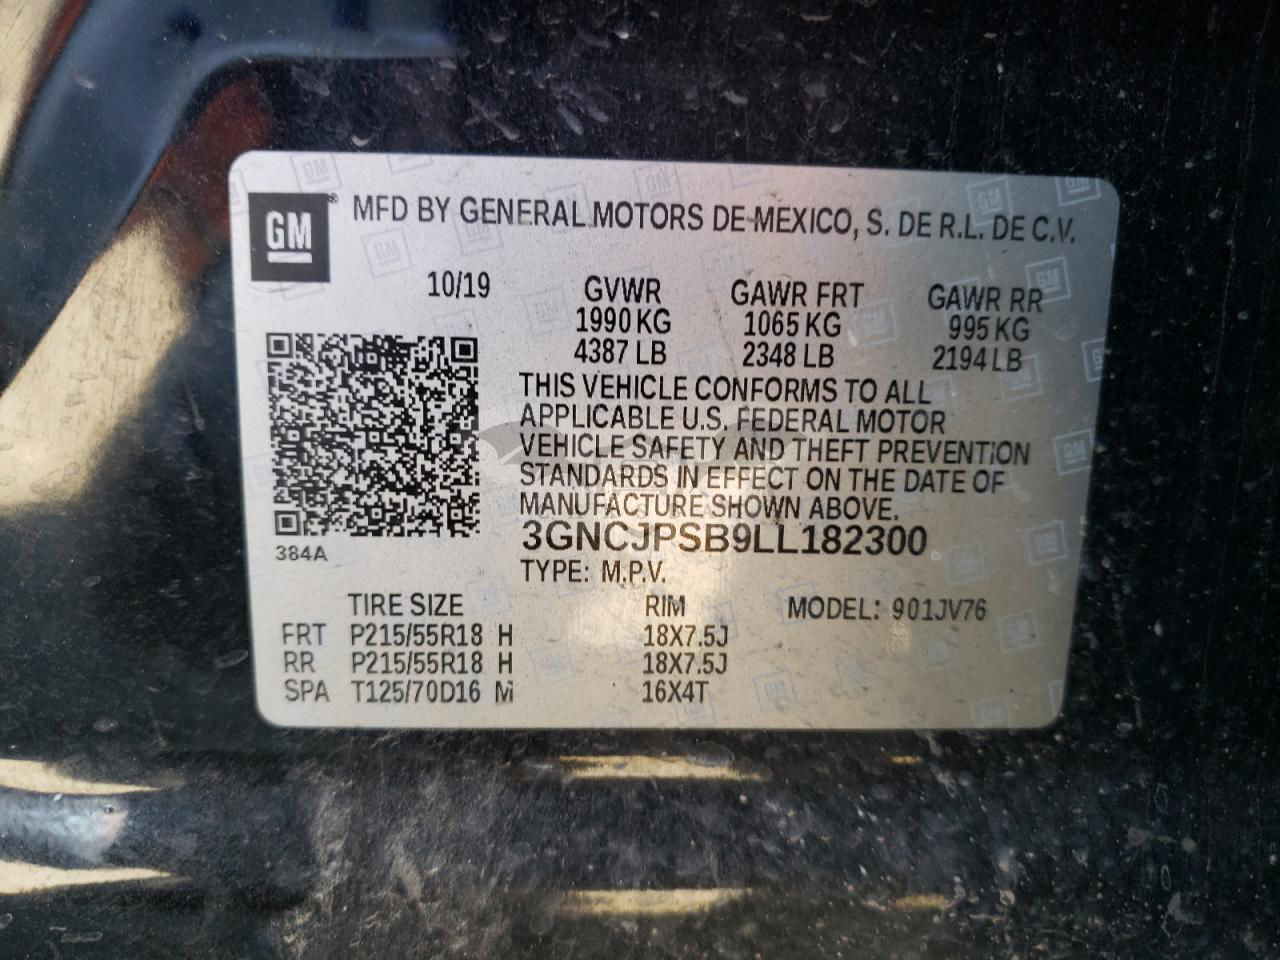 GM® MFD BY GENERAL MOTORS DE MEXICO, S. DE R.L. DE C.V.
10/19 GVWR GAWR FRT GAWR RR
1990 KG 1065 KG 995 KG
4387 LB 2348 LB 2194 LB
THIS VEHICLE CONFORMS TO ALL
APPLICABLE U.S. FEDERAL MOTOR
VEHICLE SAFETY AND THEFT PREVENTION
STANDARDS IN EFFECT ON THE DATE OF
MANUFACTURE SHOWN ABOVE.
3GNCJPSB9LL182300
384A
TYPE: M.P.V.
TIRE SIZE RIM MODEL: 901JV76
FRT P215/55R18 H 18X7.5J
RR P215/55R18 H 18X7.5J
SPA T125/70D16 M 16X4T